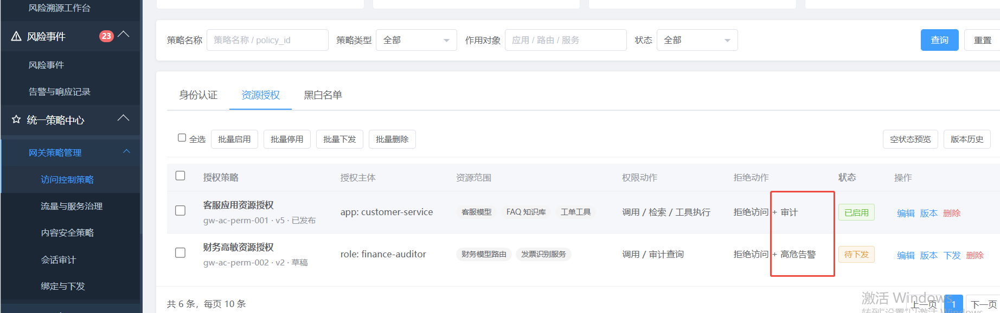 风险溯源工作台
风险事件 23
风险事件
告警与响应记录
统一策略中心
网关策略管理
访问控制策略
流量与服务治理
内容安全策略
会话审计
绑定与下发
策略名称 策略名称 / policy_id 策略类型 全部 作用对象 应用 / 路由 / 服务 状态 全部 查询 重置
身份认证 资源授权 黑白名单
全选 批量启用 批量停用 批量下发 批量删除 空状态预览 版本历史
授权策略 授权主体 资源范围 权限动作 拒绝动作 状态 操作
客服应用资源授权
gw-ac-perm-001 · v5 · 已发布
app: customer-service 客服模型 FAQ 知识库 工单工具 调用 / 检索 / 工具执行 拒绝访问 + 审计 已启用 编辑 版本 删除
财务高敏资源授权
gw-ac-perm-002 · v2 · 草稿
role: finance-auditor 财务模型路由 发票识别服务 调用 / 审计查询 拒绝访问 + 高危告警 待下发 编辑 版本 下发 删除
共 6 条，每页 10 条 上一页 1 下一页
激活 Windows
转到"设置"以激活 Windows